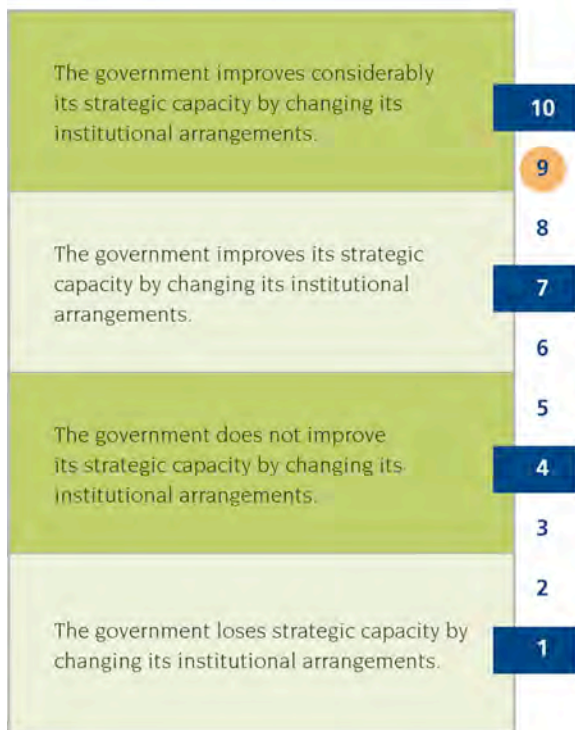 The government improves considerably
its strategic capacity by changing its
institutional arrangements.
10
9
8
The government improves its strategic
capacity by changing its institutional
arrangements.
7
6
5
The government does not improve
its strategic capacity by changing its
institutional arrangements.
4
3
2
The government loses strategic capacity by
changing its institutional arrangements.
1